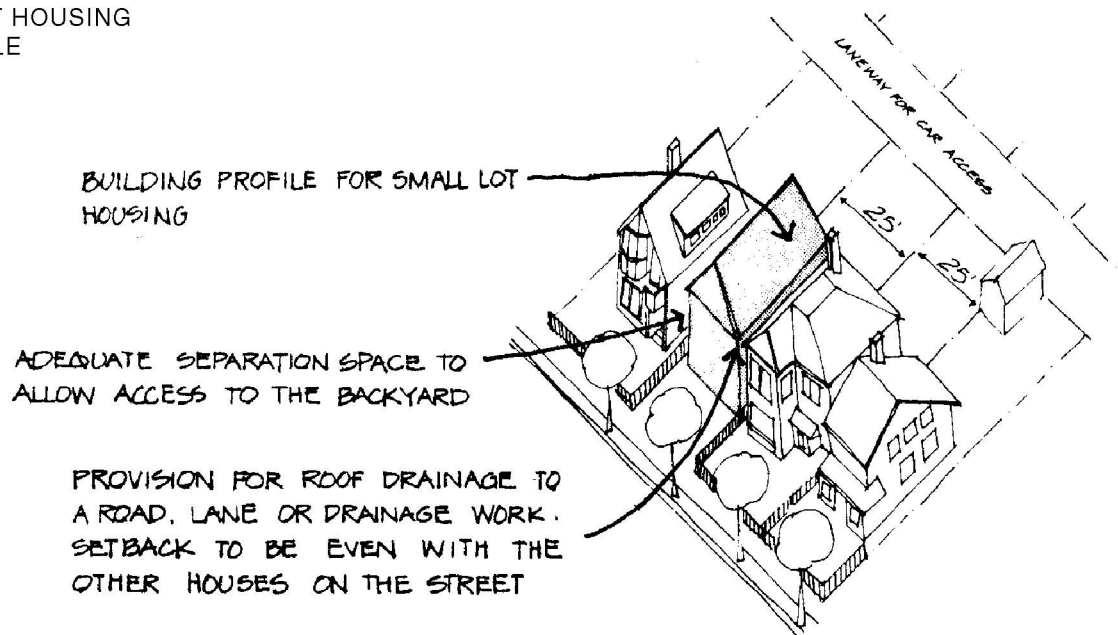 HOUSING
BUILDING PROFILE FOR SMALL LOT
HOUSING
LANEWAY FOR CAR ACCESS
25'
25'
ADEQUATE SEPARATION SPACE TO
ALLOW ACCESS TO THE BACKYARD
PROVISION FOR ROOF DRAINAGE TO
A ROAD, LANE OR DRAINAGE WORK.
SETBACK TO BE EVEN WITH THE
OTHER HOUSES ON THE STREET